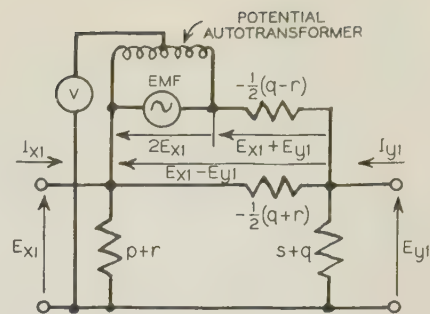 POTENTIAL
AUTOTRANSFORMER
EMF
V
-½(q-r)
2Ex1
Ex1+Ey1
Ix1
Iy1
Ex1-Ey1
-½(q+r)
Ex1
p+r
s+q
Ey1